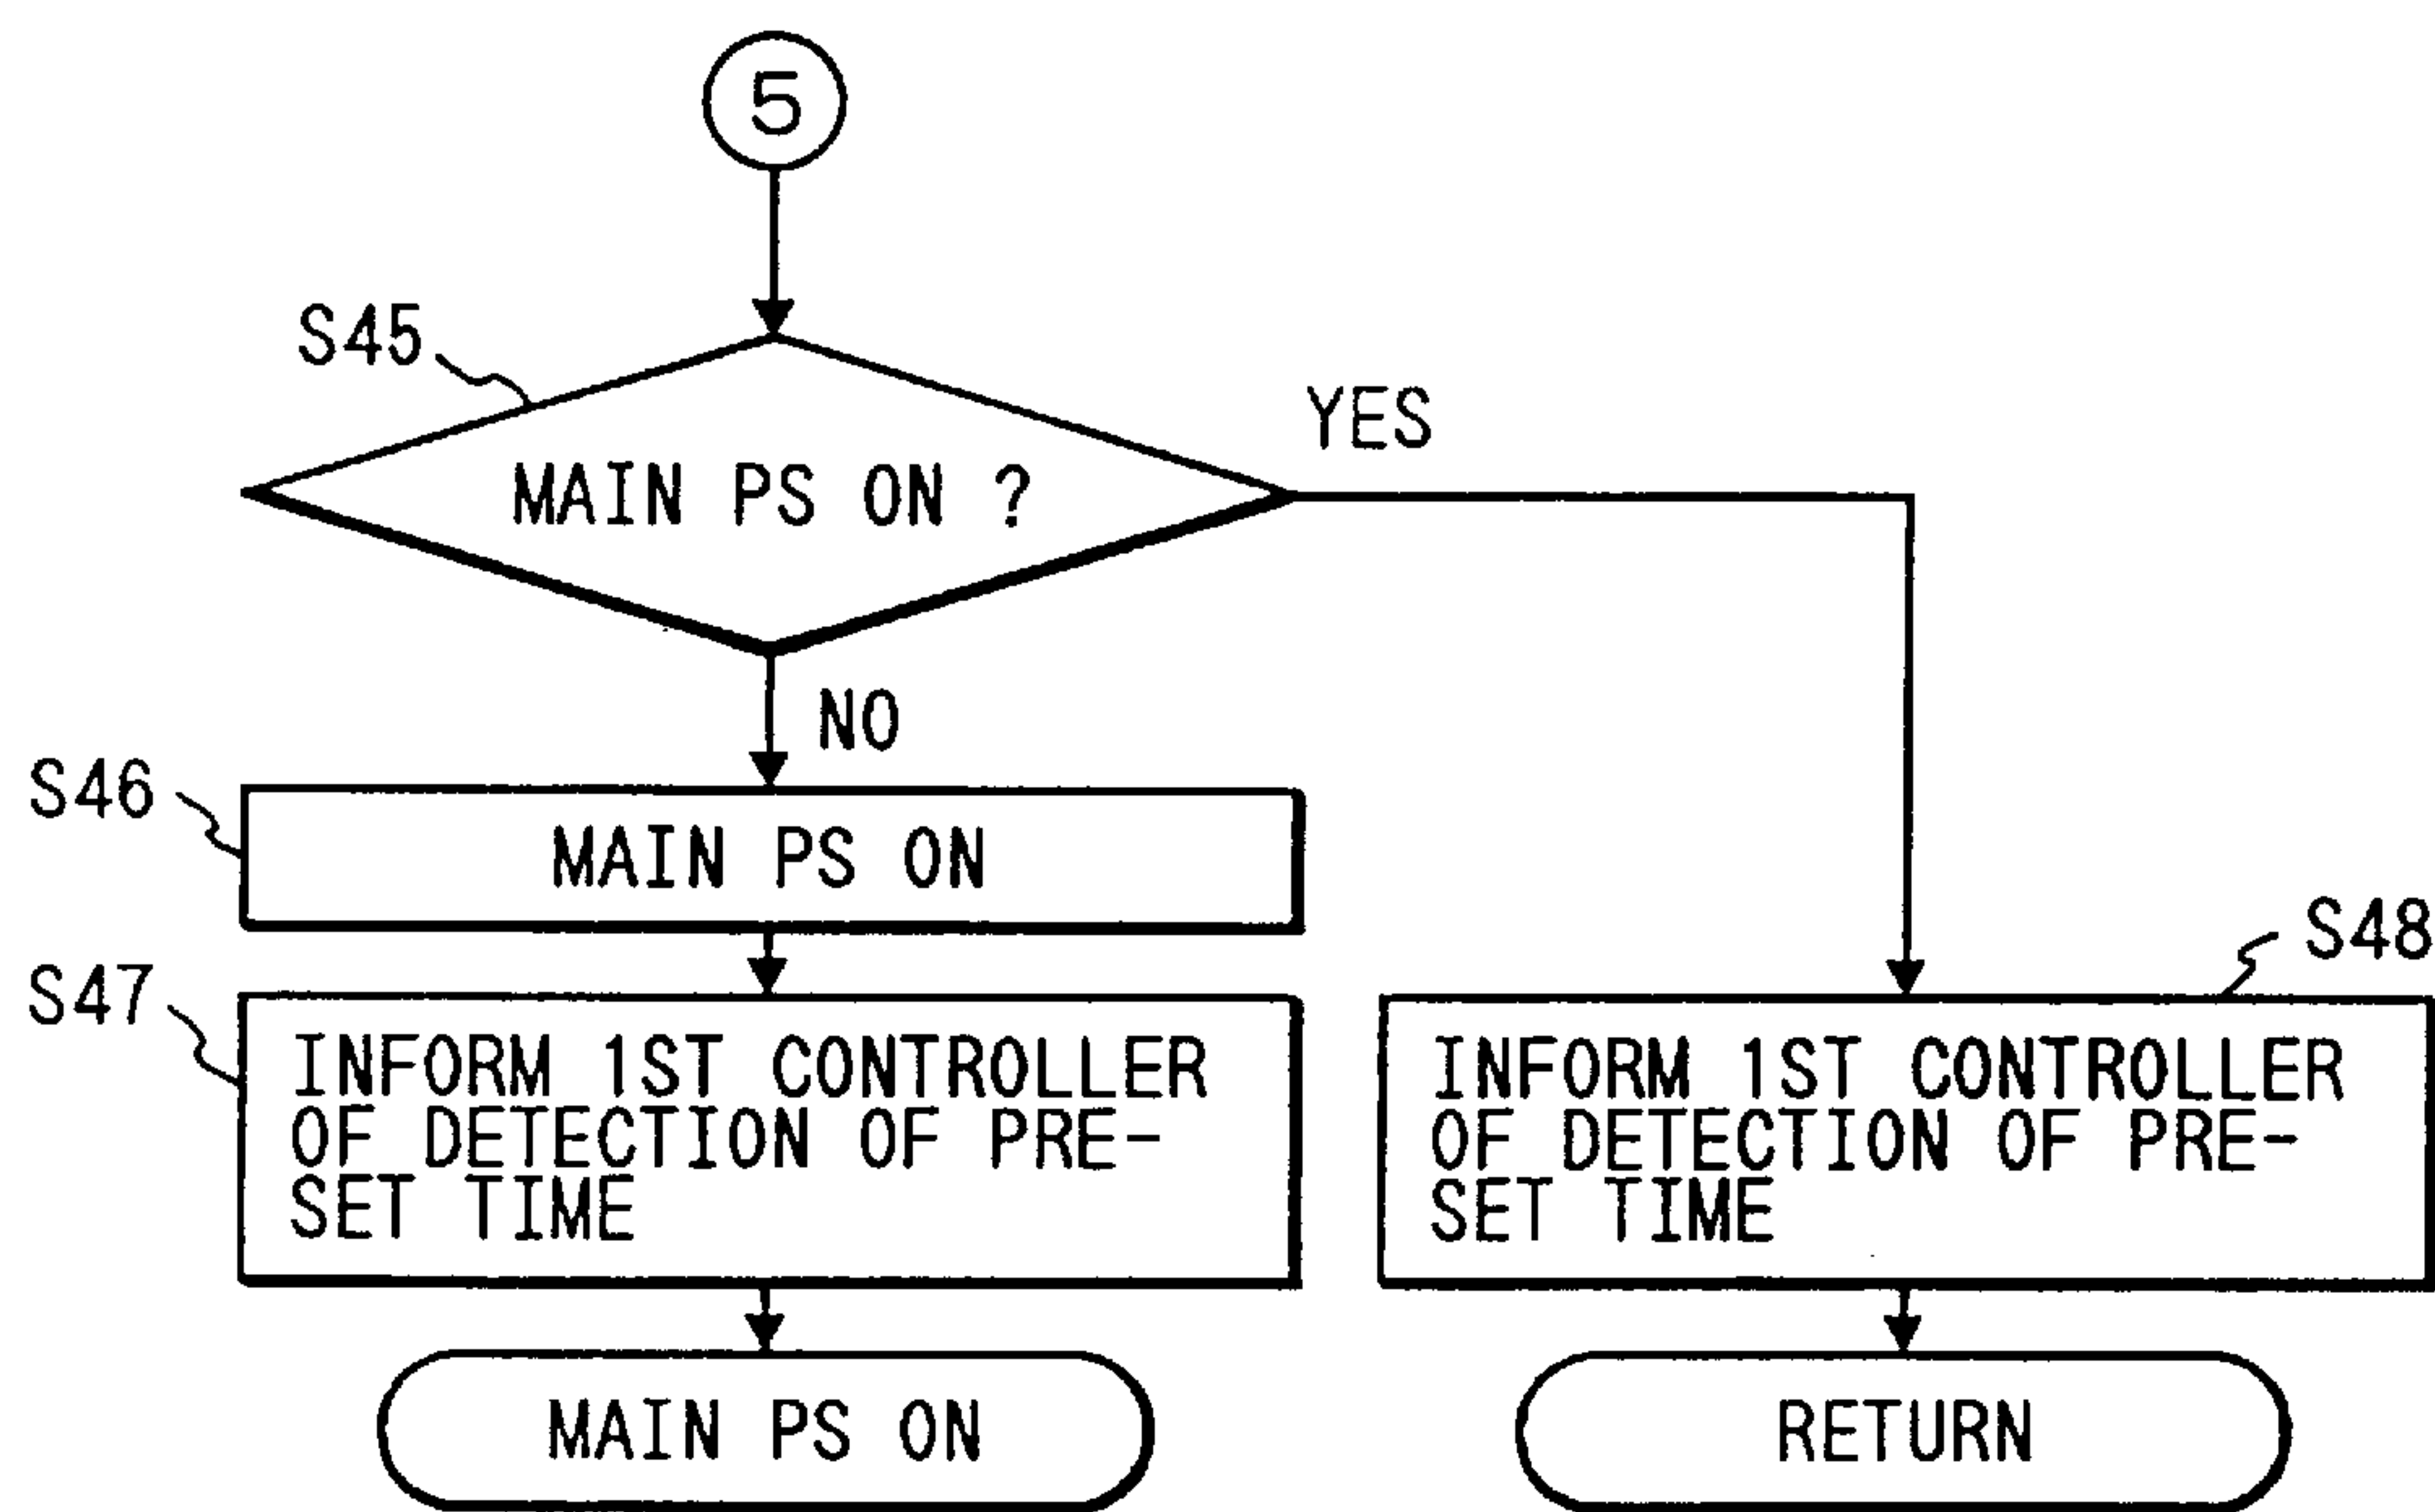 5
S45
YES
MAIN PS ON ?
NO
S46
MAIN PS ON
S47
INFORM 1ST CONTROLLER
OF DETECTION OF PRE-
SET TIME
MAIN PS ON
S48
INFORM 1ST CONTROLLER
OF DETECTION OF PRE-
SET TIME
RETURN